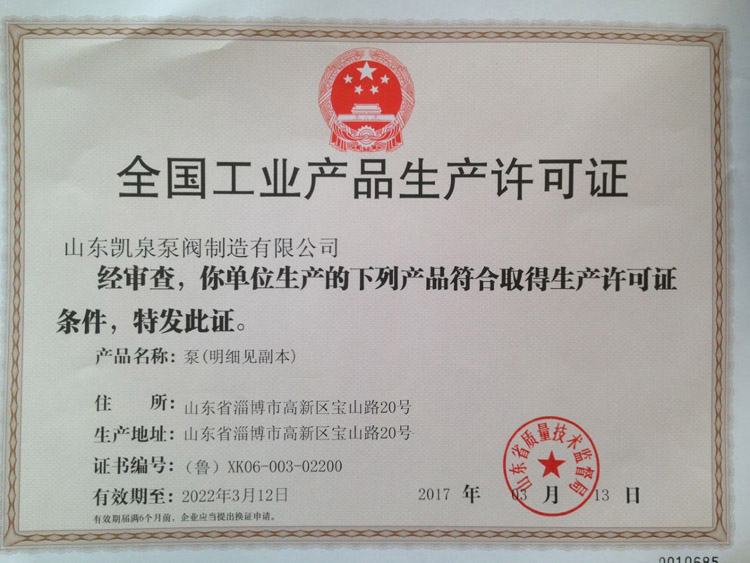 全国工业产品生产许可证
山东凯泉泵阀制造有限公司
经审查，你单位生产的下列产品符合取得生产许可证
条件，特发此证。
产品名称：泵(明细见副本)
住 所：山东省淄博市高新区宝山路20号
生产地址：山东省淄博市高新区宝山路20号
证书编号：（鲁）XK06-003-02200
有效期至：2022年3月12日
2017 年 03 月 13 日
山东省质量技术监督局
有效期届满6个月前，企业应当提出换证申请。
0010685